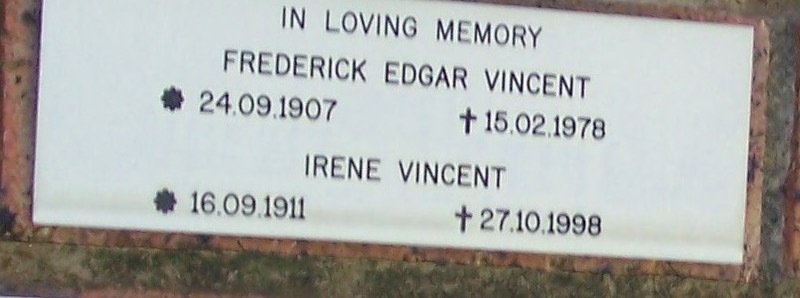 IN LOVING MEMORY
FREDERICK EDGAR VINCENT
✸ 24.09.1907 ✝ 15.02.1978
IRENE VINCENT
✸ 16.09.1911 ✝ 27.10.1998